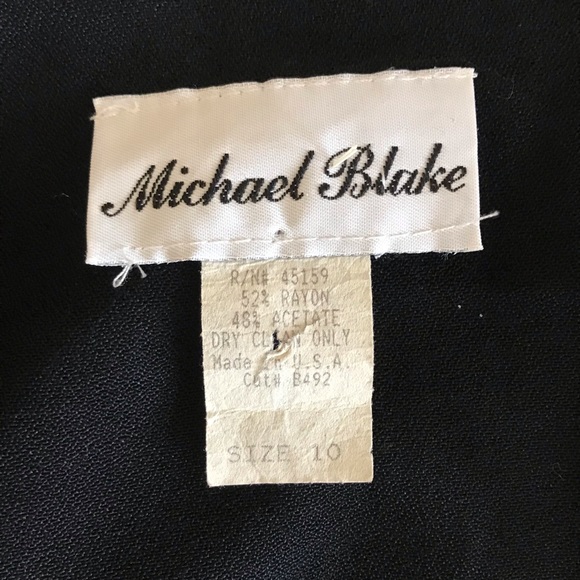 Michael Blake
R/N# 45159
52% RAYON
48% ACETATE
DRY CLEAN ONLY
Made in U.S.A.
Cut# B492
SIZE 10